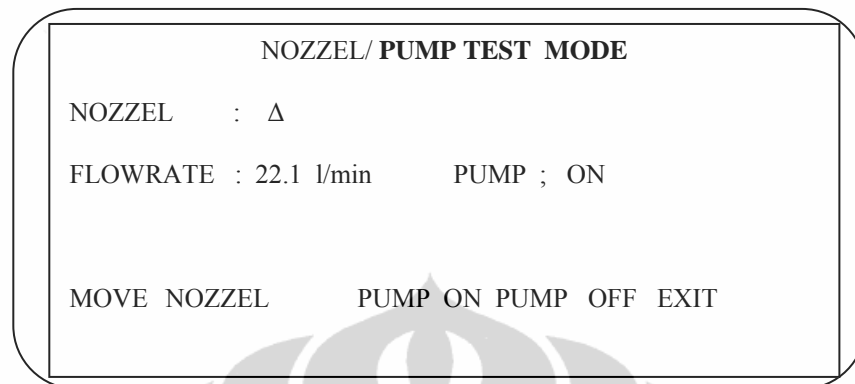 NOZZEL/ PUMP TEST MODE
NOZZEL : Δ
FLOWRATE : 22.1 l/min PUMP ; ON
MOVE NOZZEL PUMP ON PUMP OFF EXIT